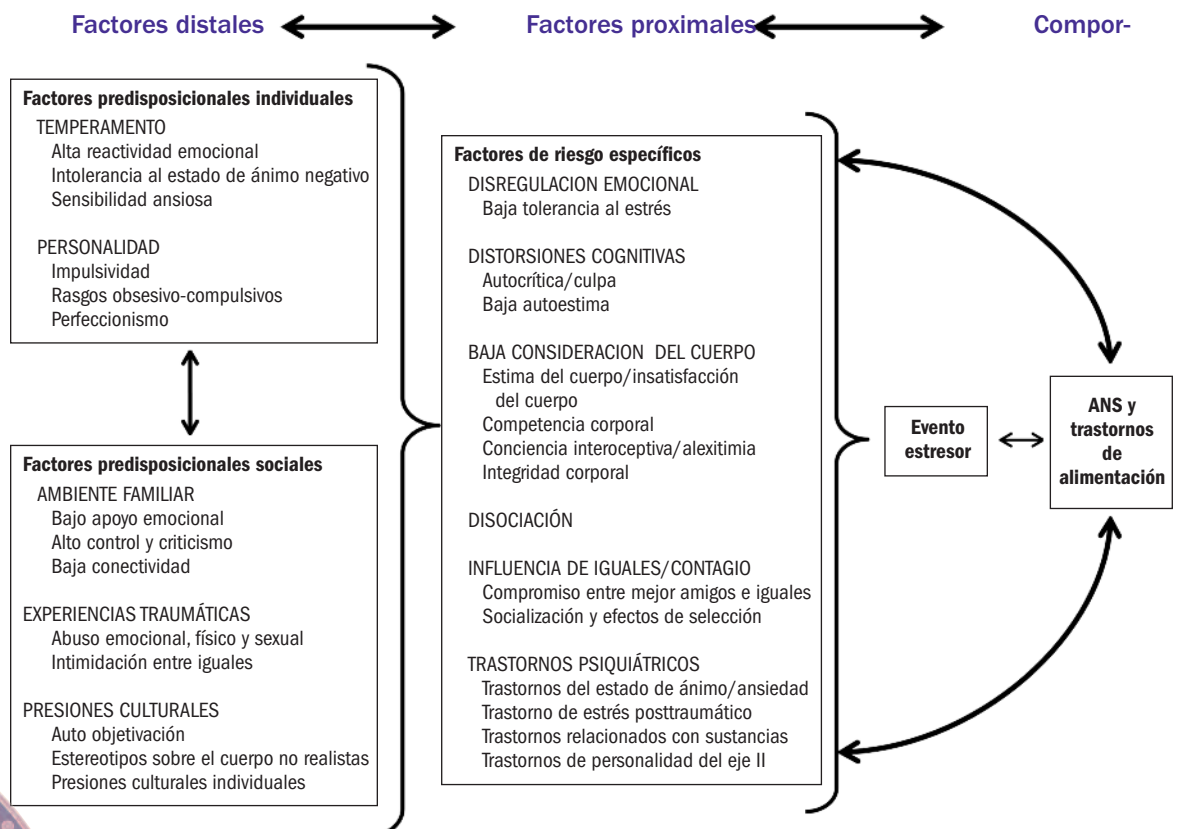 Factores distales
Factores proximales
Compor-
Factores predisposicionales individuales
TEMPERAMENTO
Alta reactividad emocional
Intolerancia al estado de ánimo negativo
Sensibilidad ansiosa
PERSONALIDAD
Impulsividad
Rasgos obsesivo-compulsivos
Perfeccionismo
Factores predisposicionales sociales
AMBIENTE FAMILIAR
Bajo apoyo emocional
Alto control y criticismo
Baja conectividad
EXPERIENCIAS TRAUMÁTICAS
Abuso emocional, físico y sexual
Intimidación entre iguales
PRESIONES CULTURALES
Auto objetivación
Estereotipos sobre el cuerpo no realistas
Presiones culturales individuales
Factores de riesgo específicos
DISREGULACION EMOCIONAL
Baja tolerancia al estrés
DISTORSIONES COGNITIVAS
Autocrítica/culpa
Baja autoestima
BAJA CONSIDERACION DEL CUERPO
Estima del cuerpo/insatisfacción
del cuerpo
Competencia corporal
Conciencia interoceptiva/alexitimia
Integridad corporal
DISOCIACIÓN
INFLUENCIA DE IGUALES/CONTAGIO
Compromiso entre mejor amigos e iguales
Socialización y efectos de selección
TRASTORNOS PSIQUIÁTRICOS
Trastornos del estado de ánimo/ansiedad
Trastorno de estrés posttraumático
Trastornos relacionados con sustancias
Trastornos de personalidad del eje II
Evento
estresor
ANS y
trastornos
de
alimentación